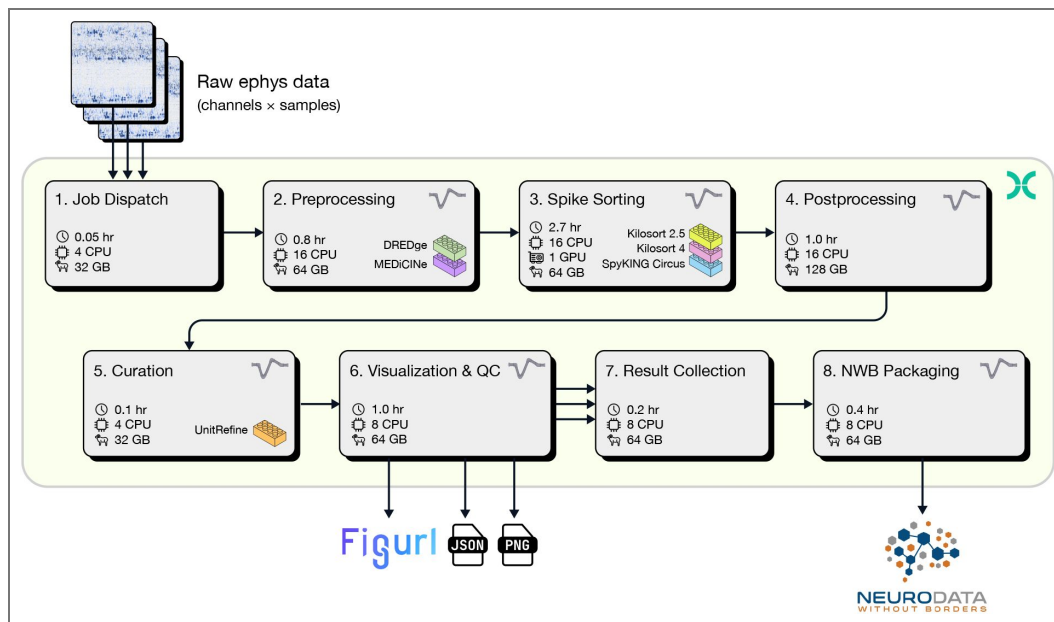 Raw ephys data
(channels × samples)
1. Job Dispatch
0.05 hr
4 CPU
32 GB
2. Preprocessing
0.8 hr
16 CPU
64 GB
DREDge
MEDiCINe
3. Spike Sorting
2.7 hr
16 CPU
1 GPU
64 GB
Kilosort 2.5
Kilosort 4
SpyKING Circus
4. Postprocessing
1.0 hr
16 CPU
128 GB
5. Curation
0.1 hr
4 CPU
32 GB
UnitRefine
6. Visualization & QC
1.0 hr
8 CPU
64 GB
7. Result Collection
0.2 hr
8 CPU
64 GB
8. NWB Packaging
0.4 hr
8 CPU
64 GB
Figurl
JSON
PNG
NEURODATA
WITHOUT BORDERS